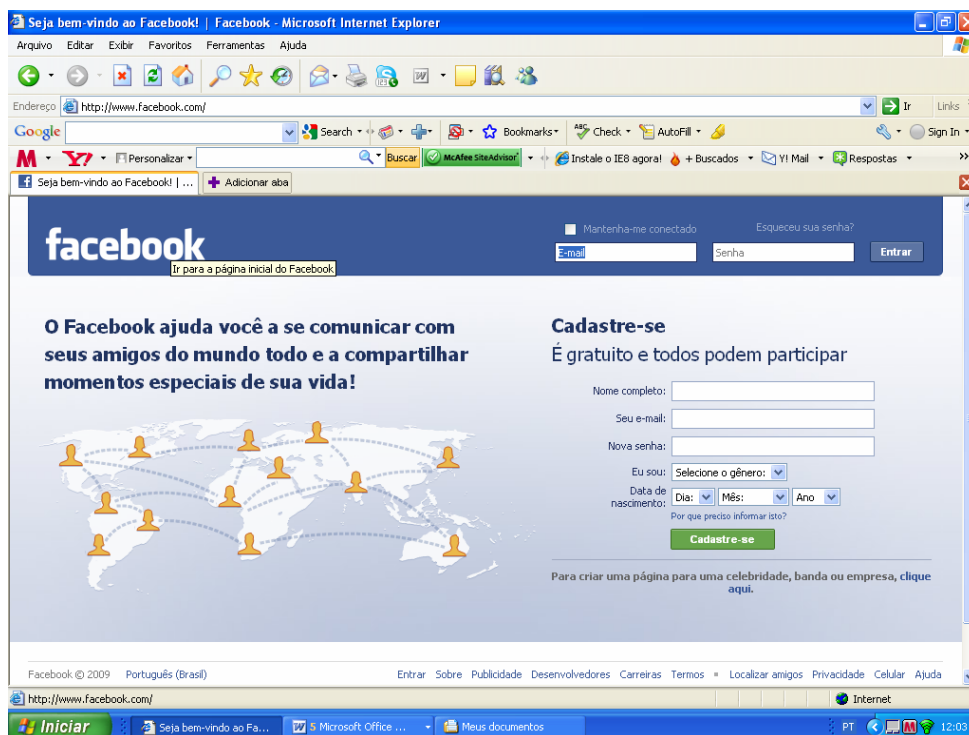 Seja bem-vindo ao Facebook! | Facebook - Microsoft Internet Explorer
Arquivo Editar Exibir Favoritos Ferramentas Ajuda
Endereço http://www.facebook.com/ Ir Links
Google Search Bookmarks Check AutoFill Sign In
M Y! Personalizar Buscar McAfee SiteAdvisor Instale o IE8 agora! + Buscados Y! Mail Respostas
Seja bem-vindo ao Facebook! | ... Adicionar aba
facebook
Mantenha-me conectado Esqueceu sua senha?
E-mail Senha Entrar
Ir para a página inicial do Facebook
O Facebook ajuda você a se comunicar com
seus amigos do mundo todo e a compartilhar
momentos especiais de sua vida!
Cadastre-se
É gratuito e todos podem participar
Nome completo:
Seu e-mail:
Nova senha:
Eu sou: Selecione o gênero:
Data de
nascimento: Dia: Mês: Ano
Por que preciso informar isto?
Cadastre-se
Para criar uma página para uma celebridade, banda ou empresa, clique
aqui.
Facebook © 2009 Português (Brasil) Entrar Sobre Publicidade Desenvolvedores Carreiras Termos Localizar amigos Privacidade Celular Ajuda
http://www.facebook.com/ Internet
Iniciar Seja bem-vindo ao Fa... 5 Microsoft Office ... Meus documentos PT 12:03